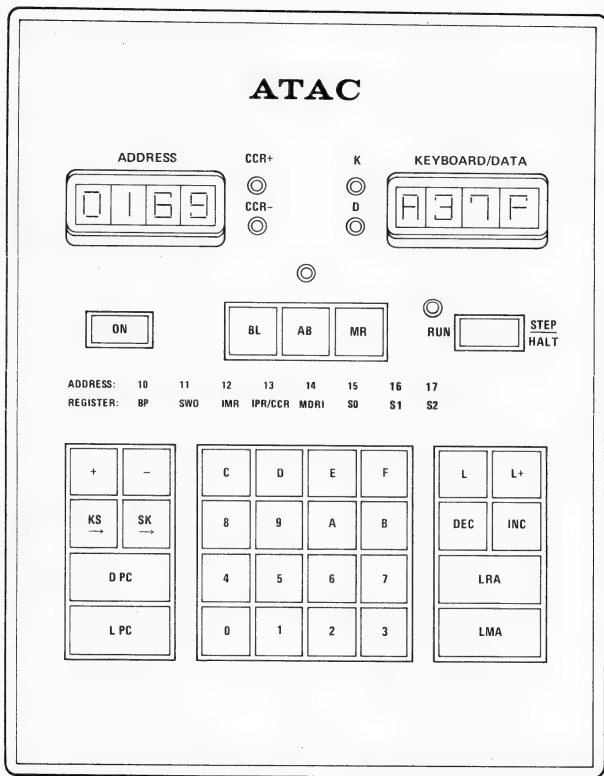 ATAC
ADDRESS CCR+ K KEYBOARD/DATA
0169 CCR- D A37F
ON BL AB MR RUN STEP
HALT
ADDRESS: 10 11 12 13 14 15 16 17
REGISTER: BP SWO IMR IPR/CCR MDRI S0 S1 S2
+ - C D E F L L+
KS → SK → 8 9 A B DEC INC
D PC 4 5 6 7 LRA
L PC 0 1 2 3 LMA